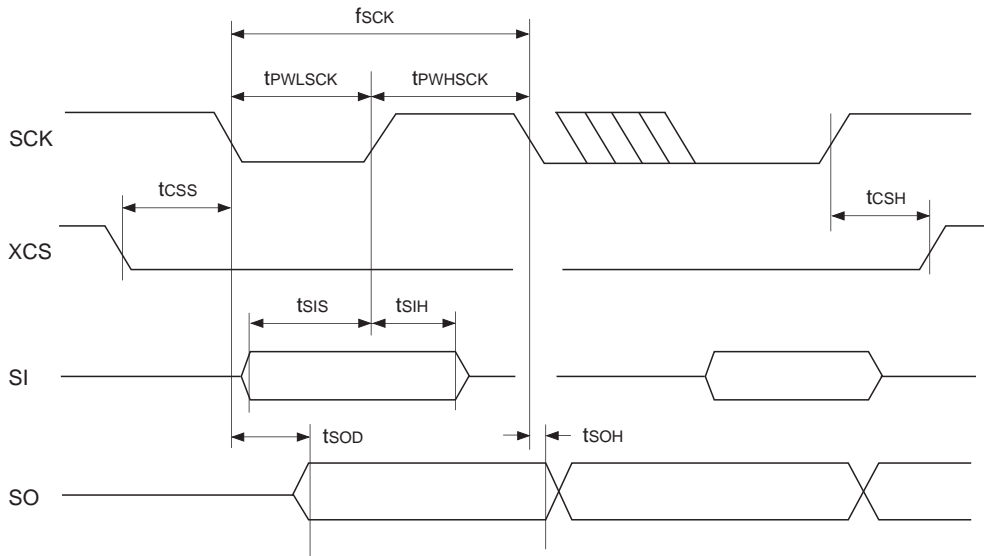 fSCK
tPWLSCK tPWHSCK
SCK
tCSS
tCSH
XCS
tSIS tSIH
SI
tSOD
tSOH
SO